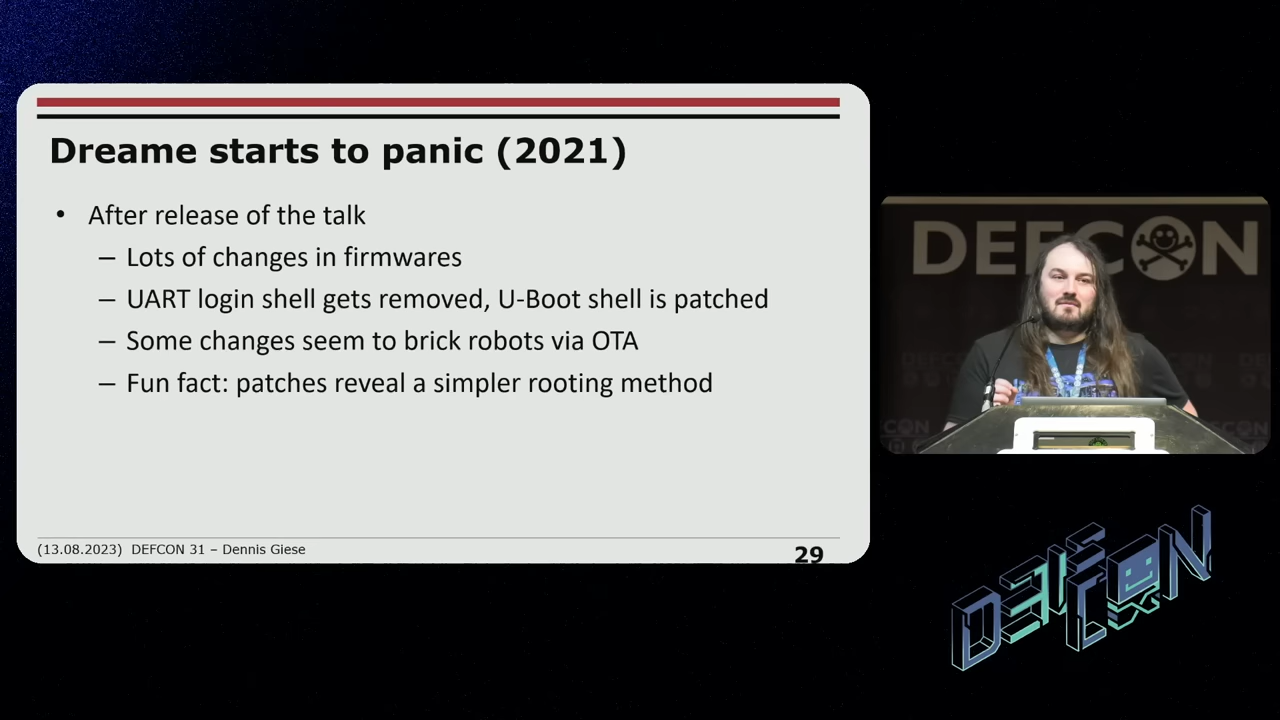 Dreame starts to panic (2021)
• After release of the talk
– Lots of changes in firmwares
– UART login shell gets removed, U-Boot shell is patched
– Some changes seem to brick robots via OTA
– Fun fact: patches reveal a simpler rooting method
(13.08.2023) DEFCON 31 – Dennis Giese
29
DEFCON
DEFCON